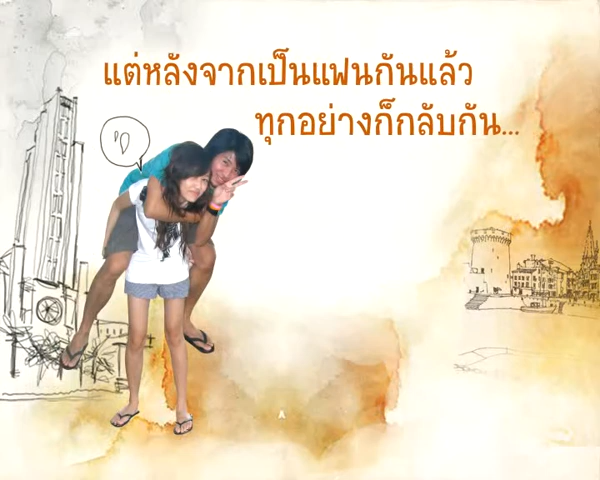 แต่หลังจากเป็นแฟนกันแล้ว
ทุกอย่างก็กลับกัน...